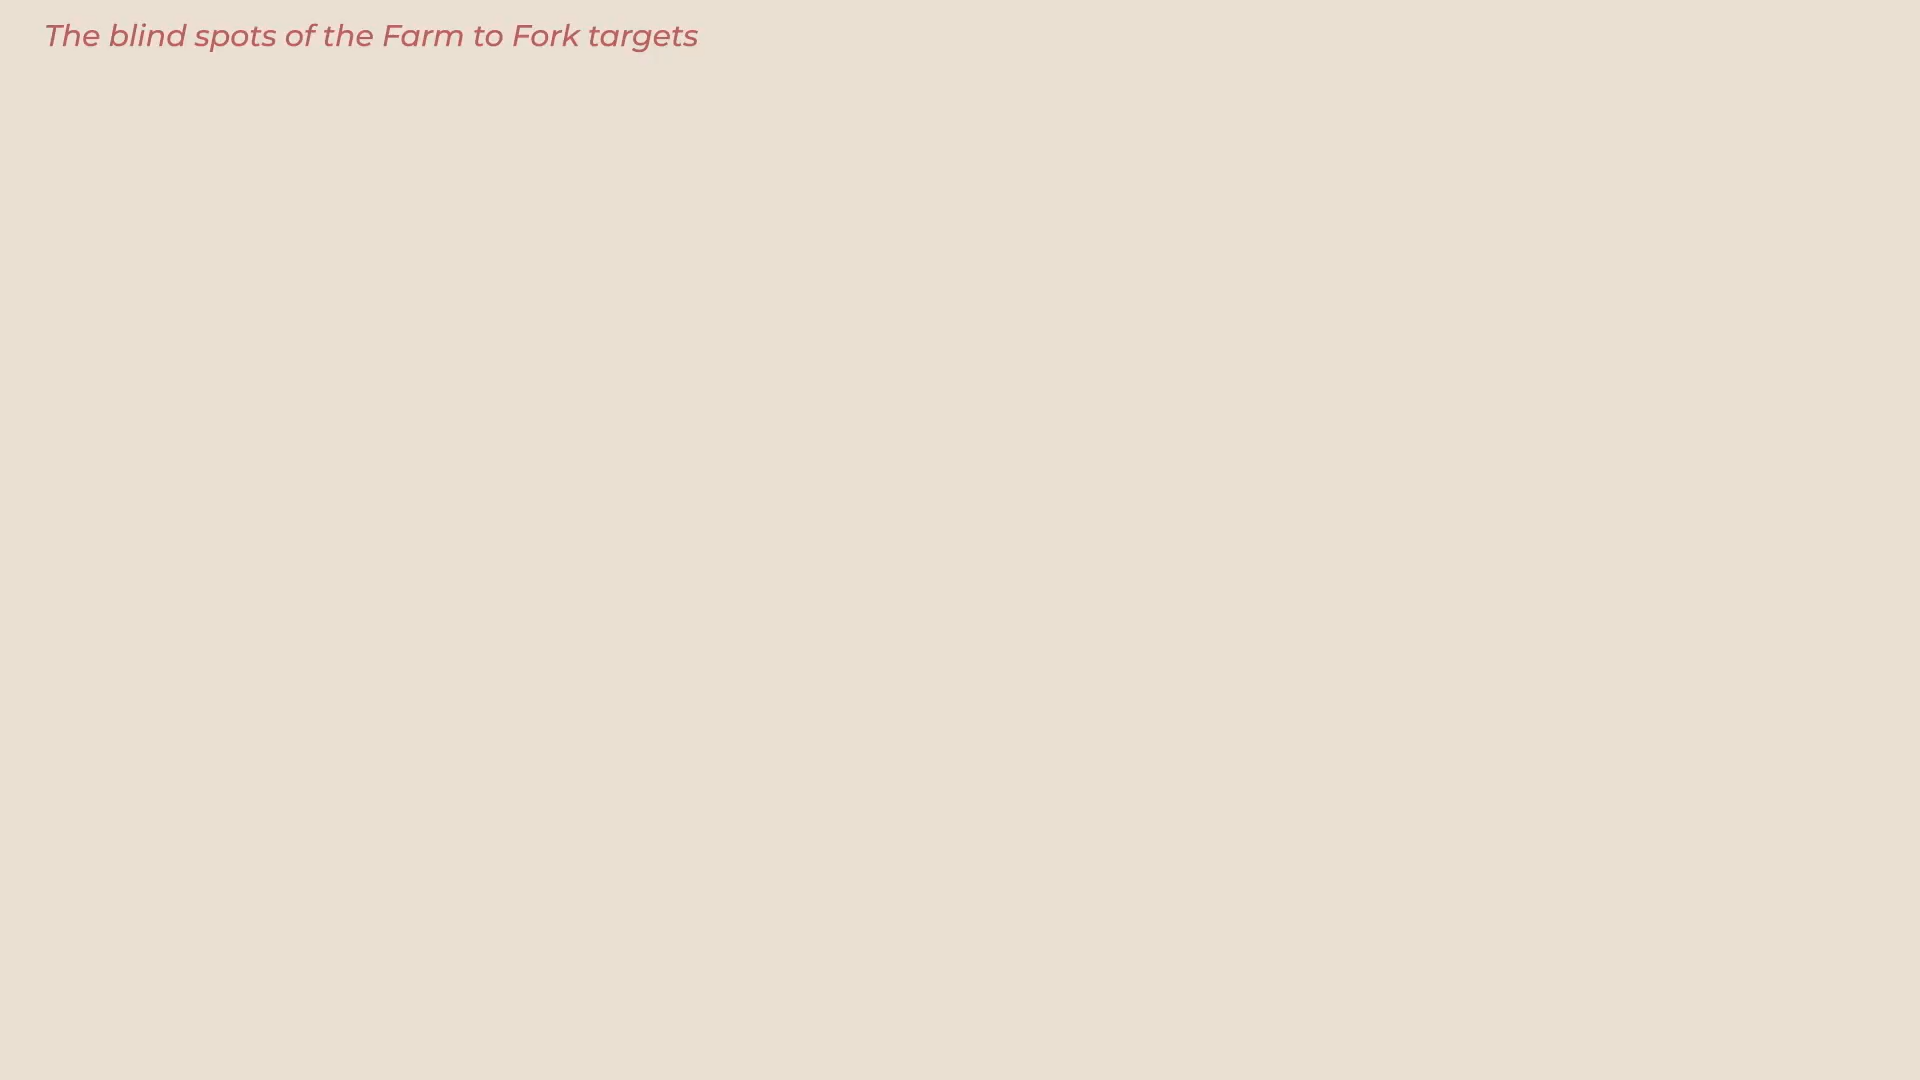 The blind spots of the Farm to Fork targets